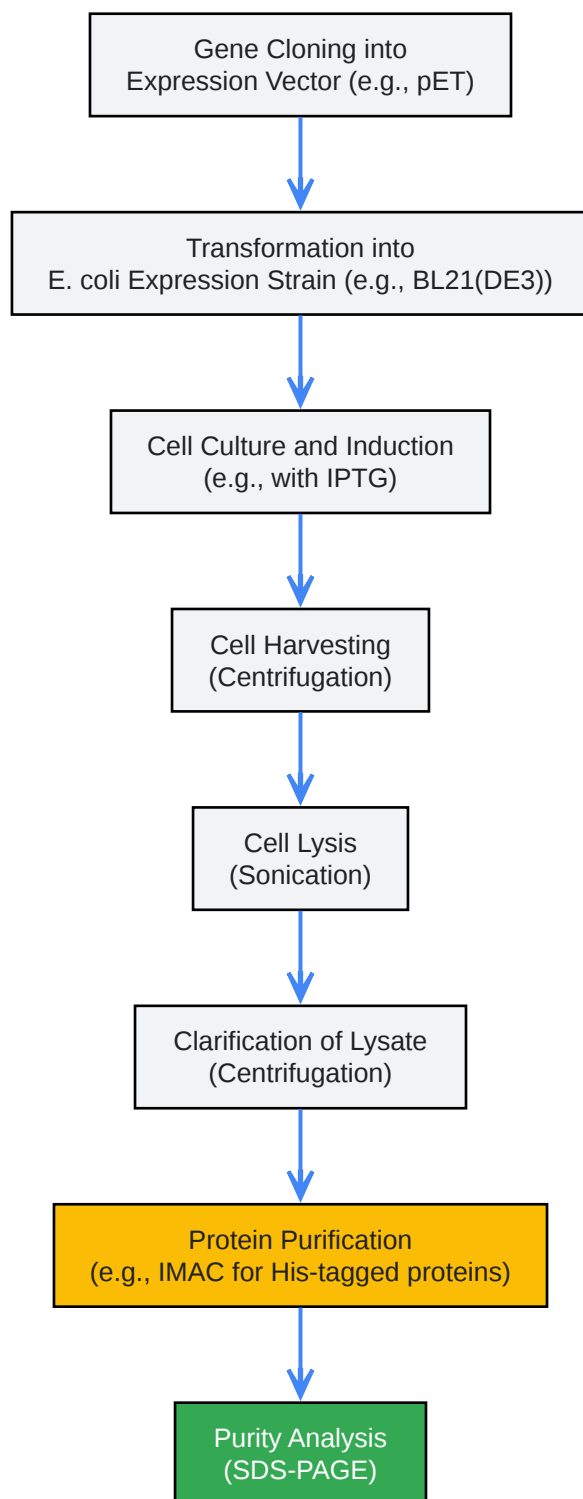 Gene Cloning into
Expression Vector (e.g., pET)
Transformation into
E. coli Expression Strain (e.g., BL21(DE3))
Cell Culture and Induction
(e.g., with IPTG)
Cell Harvesting
(Centrifugation)
Cell Lysis
(Sonication)
Clarification of Lysate
(Centrifugation)
Protein Purification
(e.g., IMAC for His-tagged proteins)
Purity Analysis
(SDS-PAGE)